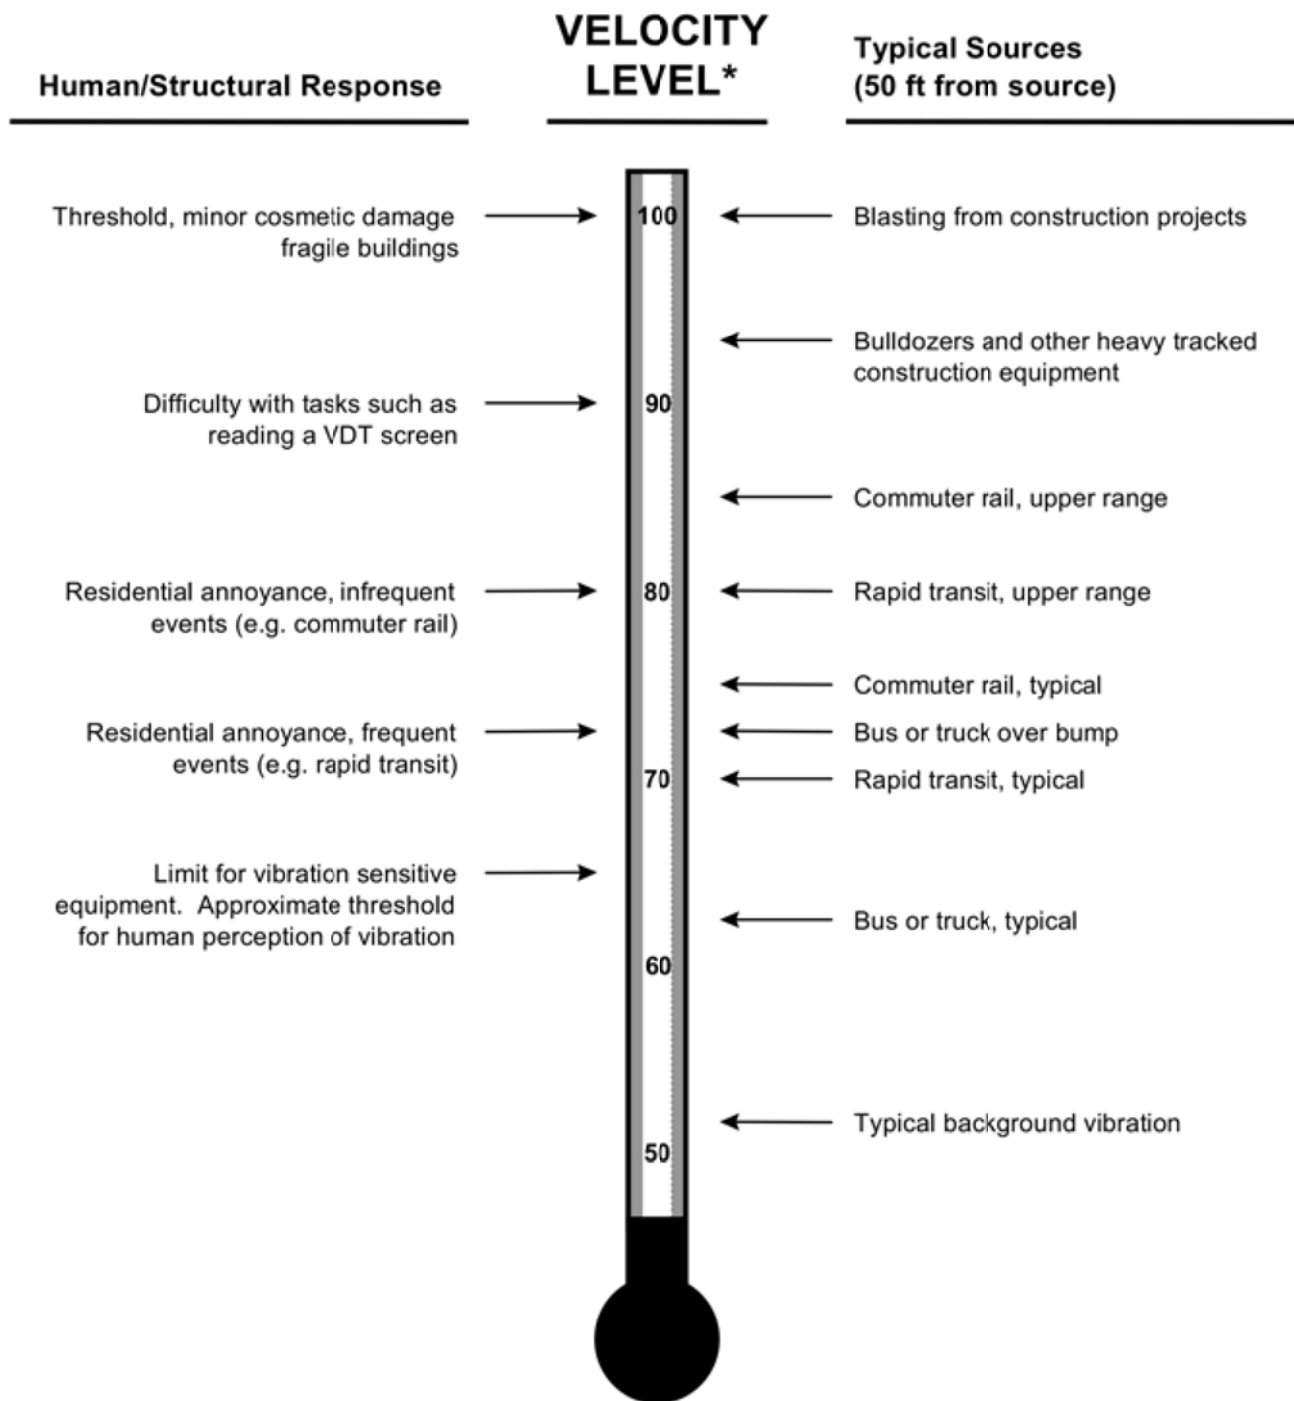 Human/Structural Response
VELOCITY
LEVEL*
Typical Sources
(50 ft from source)
Threshold, minor cosmetic damage
fragile buildings
100
Blasting from construction projects
Bulldozers and other heavy tracked
construction equipment
Difficulty with tasks such as
reading a VDT screen
90
Commuter rail, upper range
Residential annoyance, infrequent
events (e.g. commuter rail)
80
Rapid transit, upper range
Commuter rail, typical
Residential annoyance, frequent
events (e.g. rapid transit)
Bus or truck over bump
70
Rapid transit, typical
Limit for vibration sensitive
equipment. Approximate threshold
for human perception of vibration
Bus or truck, typical
60
Typical background vibration
50